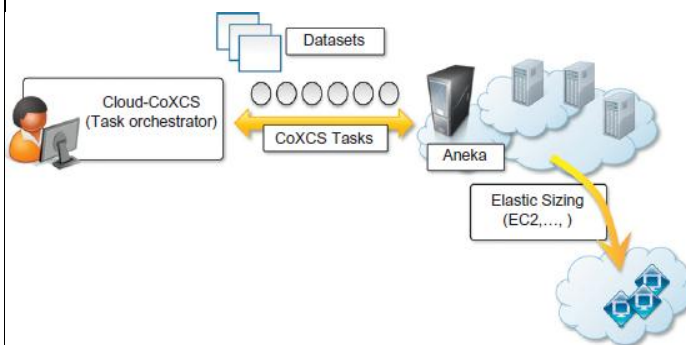 Datasets
Cloud-CoXCS
(Task orchestrator)
CoXCS Tasks
Aneka
Elastic Sizing
(EC2,..., )